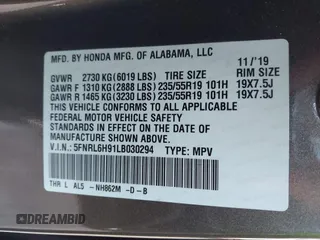 MFD. BY HONDA MFG. OF ALABAMA, LLC
11/'19
GVWR 2730 KG (6019 LBS) TIRE SIZE RIM SIZE
GAWR F 1310 KG (2888 LBS) 235/55R19 101H 19X7.5J
GAWR R 1465 KG (3230 LBS) 235/55R19 101H 19X7.5J
THIS VEHICLE CONFORMS TO ALL APPLICABLE
FEDERAL MOTOR VEHICLE SAFETY STANDARDS IN
EFFECT ON THE DATE OF MANUFACTURE SHOWN ABOVE.
V.I.N: 5FNRL6H91LB030294 TYPE: MPV
THR L AL5 -NH862M -D -B
DREAMBID